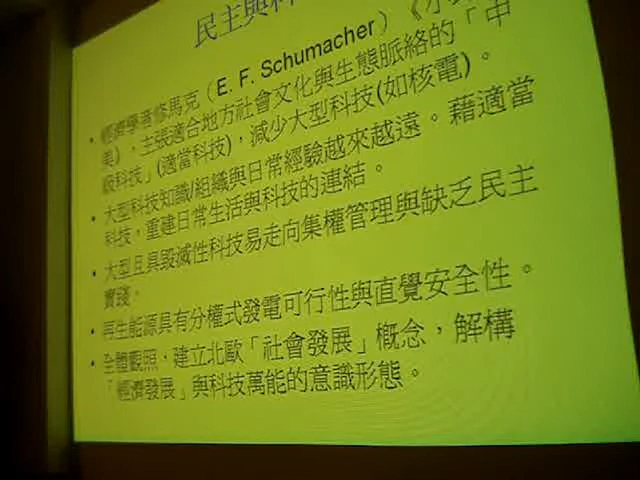 民主與科
• 經濟學者修馬克（E. F. Schumacher）《小
美》，主張適合地方社會文化與生態脈絡的「中
級科技」(適當科技)，減少大型科技(如核電)。
• 大型科技知識/組織與日常經驗越來越遠。藉適當
科技，重建日常生活與科技的連結。
• 大型且具毀滅性科技易走向集權管理與缺乏民主
實踐。
• 再生能源具有分權式發電可行性與直覺安全性。
• 全體觀照，建立北歐「社會發展」概念，解構
「經濟發展」與科技萬能的意識形態。